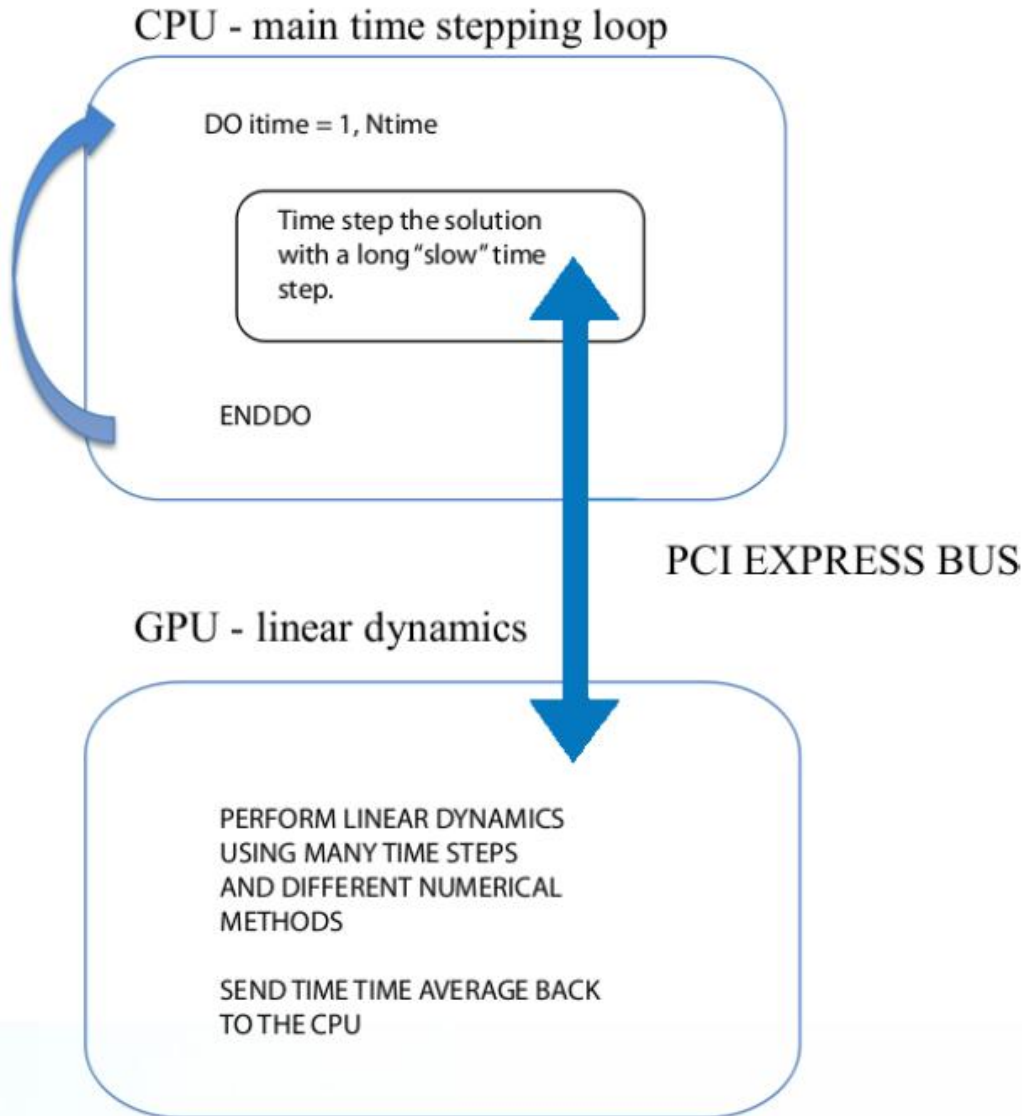 CPU - main time stepping loop
DO itime = 1, Ntime
Time step the solution
with a long "slow" time
step.
ENDDO
PCI EXPRESS BUS
GPU - linear dynamics
PERFORM LINEAR DYNAMICS
USING MANY TIME STEPS
AND DIFFERENT NUMERICAL
METHODS
SEND TIME TIME AVERAGE BACK
TO THE CPU